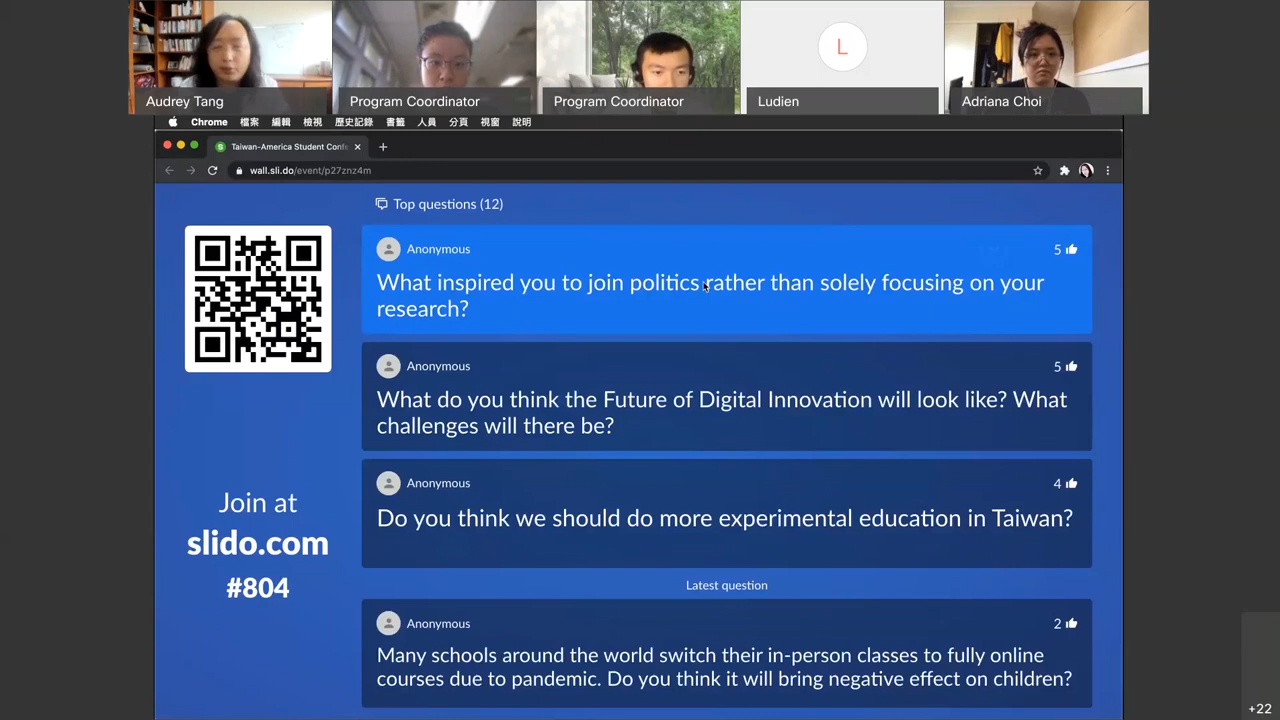 Audrey Tang
Program Coordinator
Program Coordinator
L
Ludien
Adriana Choi
Chrome 檔案 編輯 檢視 歷史記錄 書籤 人員 分頁 視窗 說明
S Taiwan-America Student Conf
wall.sli.do/event/p27znz4m
Top questions (12)
Anonymous 5
What inspired you to join politics rather than solely focusing on your
research?
Anonymous 5
What do you think the Future of Digital Innovation will look like? What
challenges will there be?
Anonymous 4
Do you think we should do more experimental education in Taiwan?
Join at
slido.com
#804
Latest question
Anonymous 2
Many schools around the world switch their in-person classes to fully online
courses due to pandemic. Do you think it will bring negative effect on children?
+22